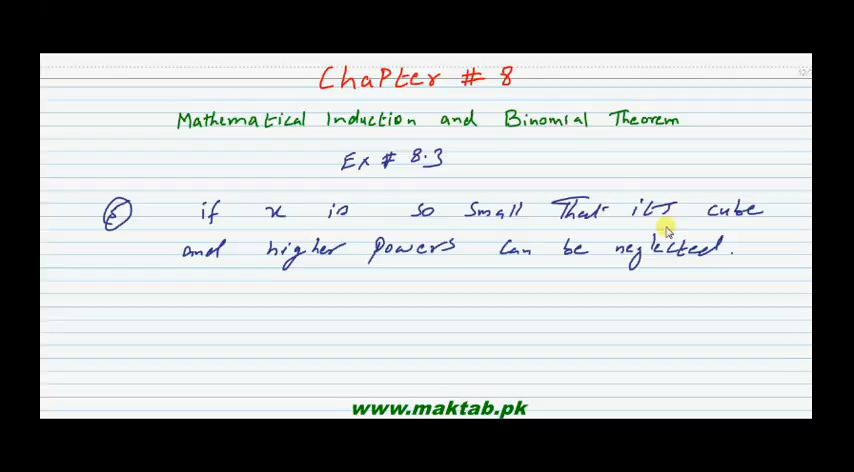 Chapter # 8
Mathematical Induction and Binomial Theorem
Ex # 8.3
if x is so small that its cube
and higher powers can be neglected.
www.maktab.pk